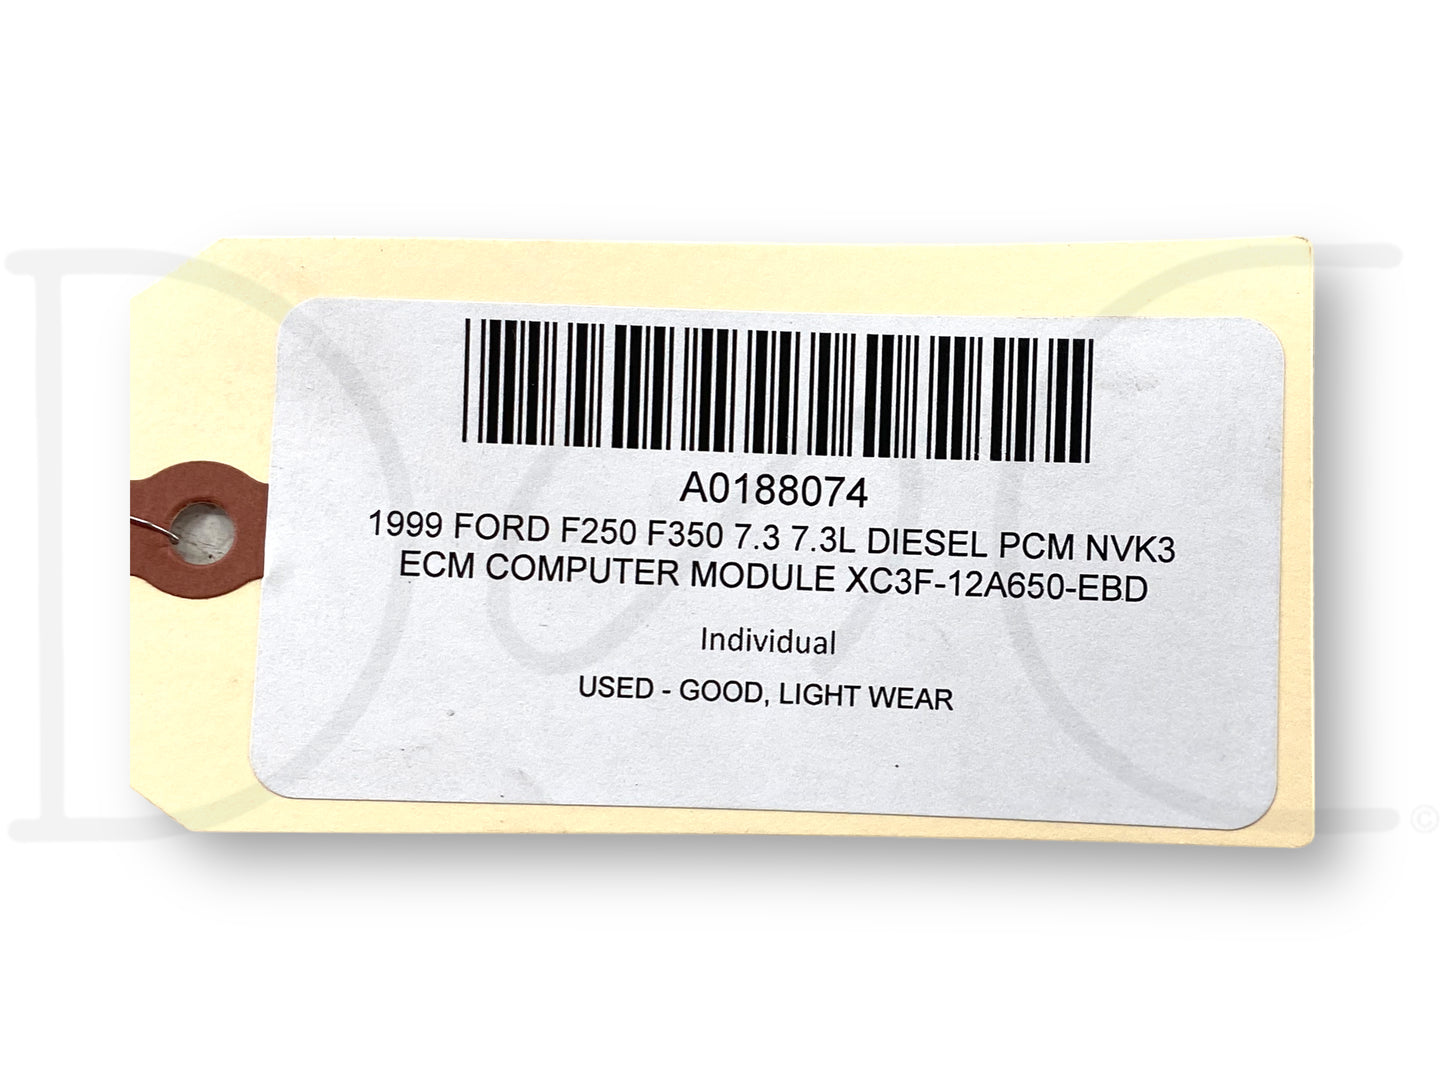 A0188074
1999 FORD F250 F350 7.3 7.3L DIESEL PCM NVK3
ECM COMPUTER MODULE XC3F-12A650-EBD
Individual
USED - GOOD, LIGHT WEAR
©